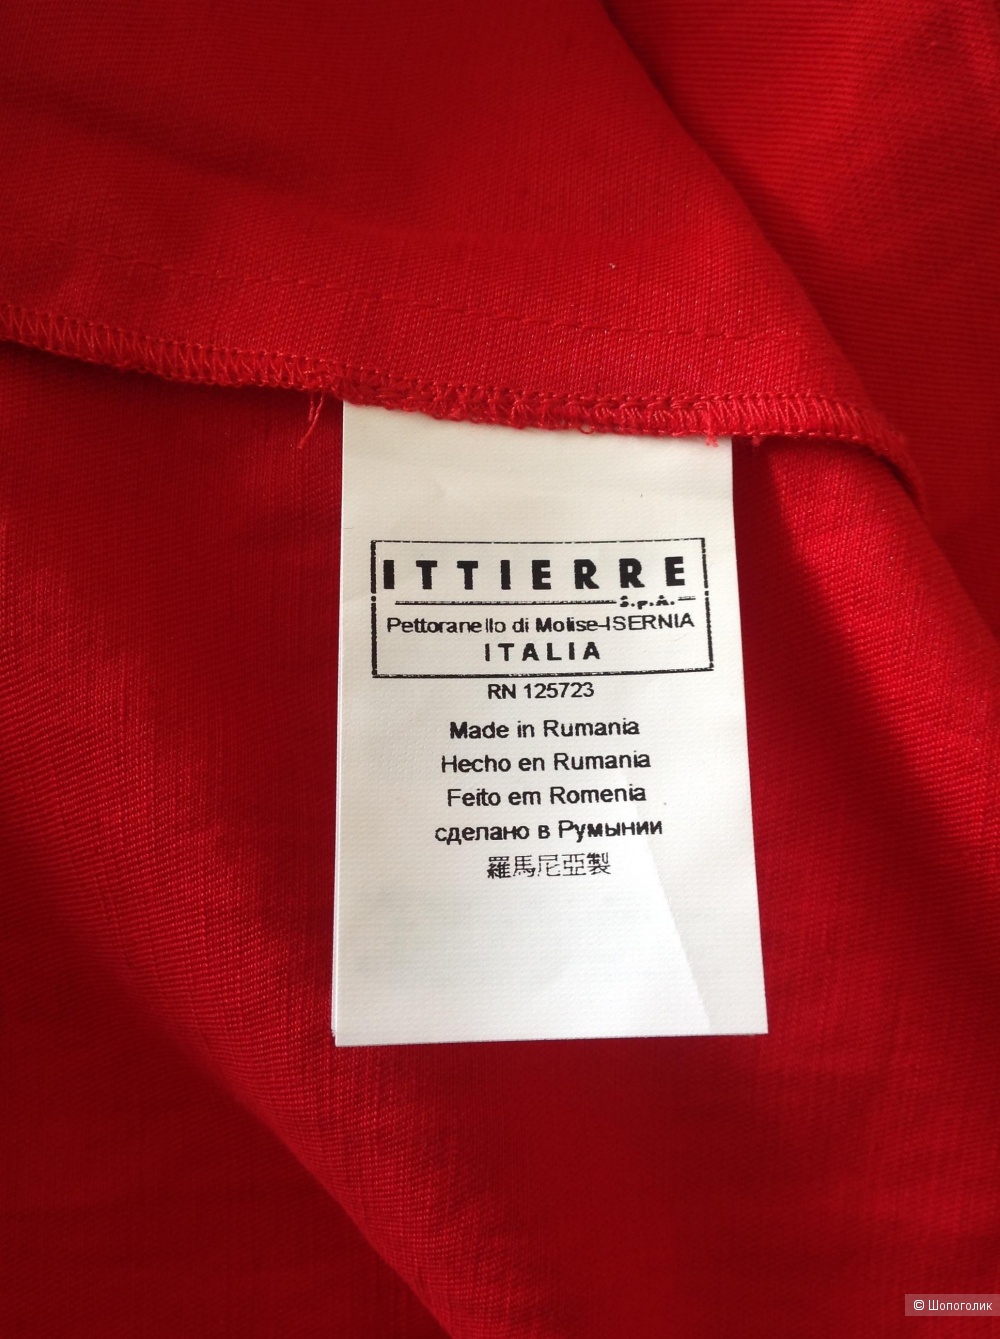 ITTIERRE
S.p.A.
Pettoranello di Molise-ISERNIA
ITALIA
RN 125723
Made in Rumania
Hecho en Rumania
Feito em Romenia
сделано в Румынии
羅馬尼亞製
© Шопоголик